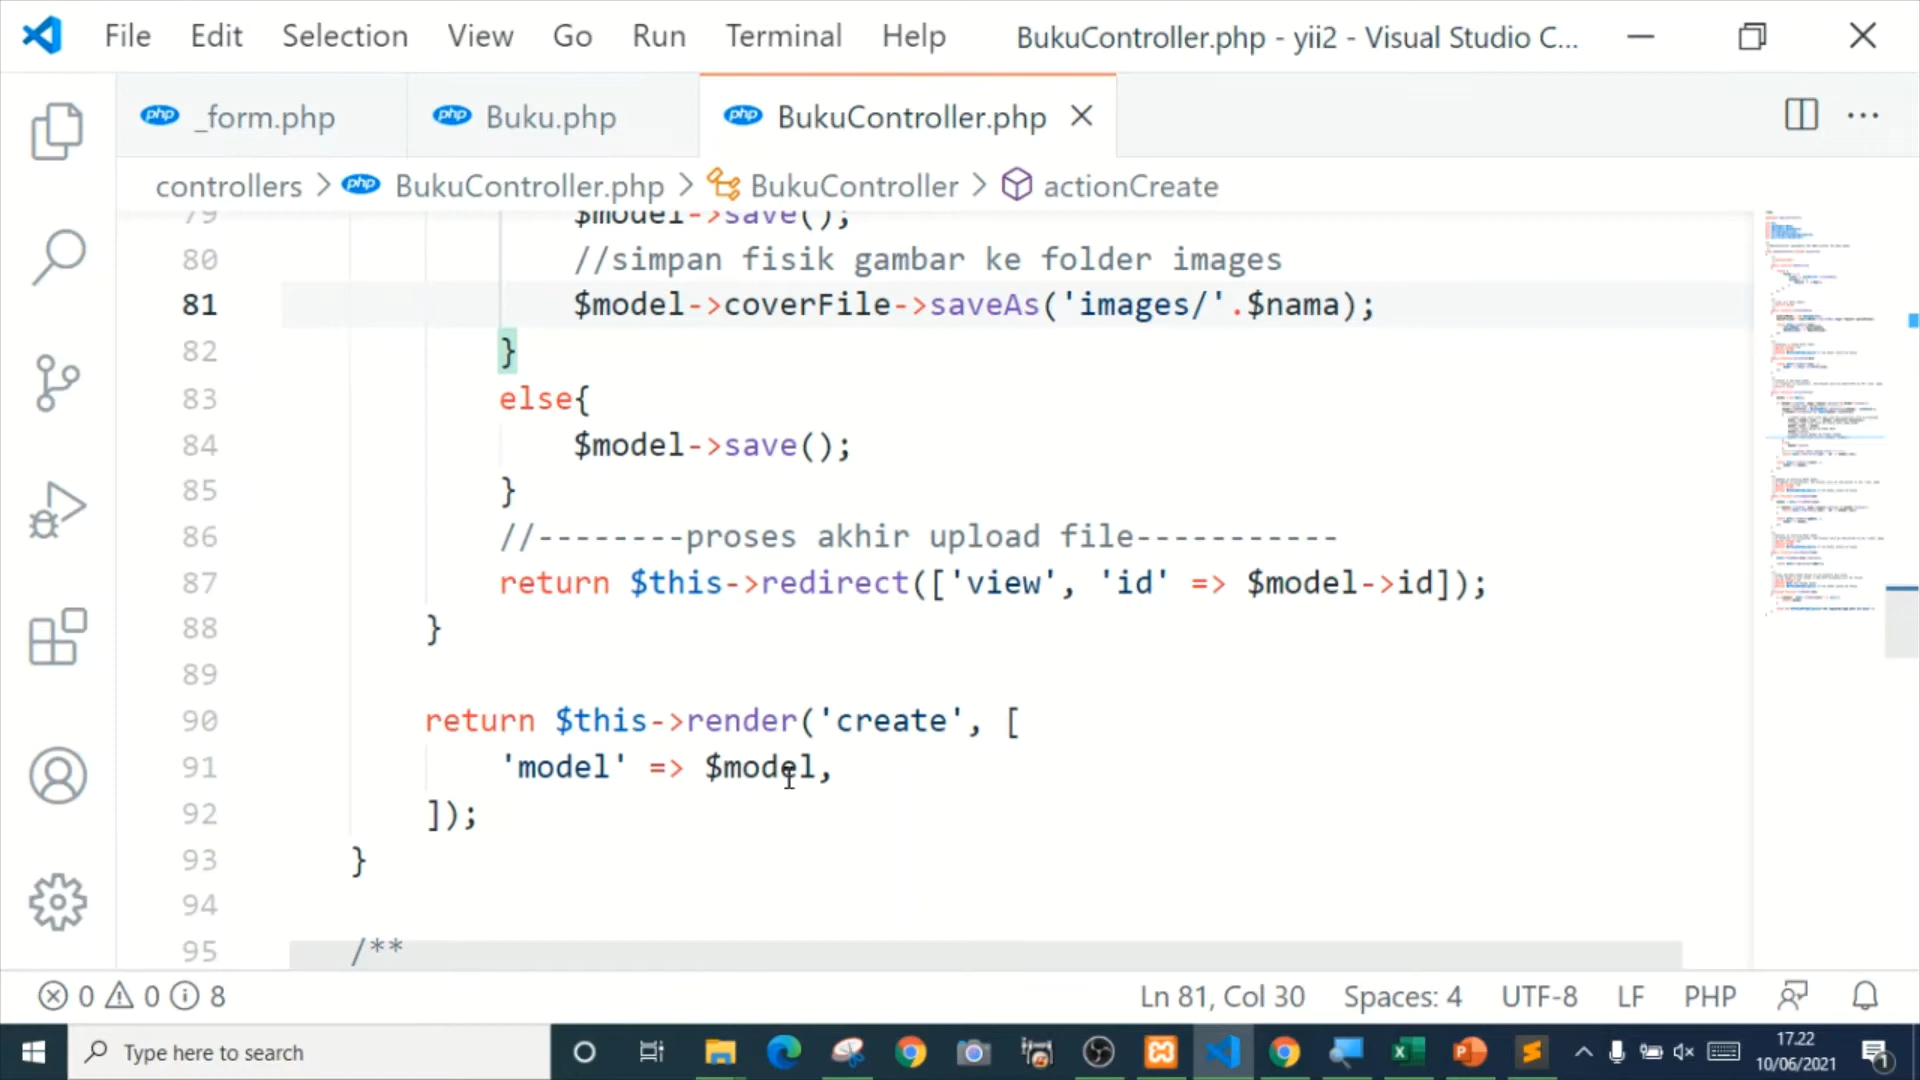 File Edit Selection View Go Run Terminal Help BukuController.php - yii2 - Visual Studio C...
php _form.php php Buku.php php BukuController.php
controllers > php BukuController.php > BukuController > actionCreate
79 $model->save();
80 //simpan fisik gambar ke folder images
81 $model->coverFile->saveAs('images/'.$nama);
82 }
83 else{
84 $model->save();
85 }
86 //--------proses akhir upload file-----------
87 return $this->redirect(['view', 'id' => $model->id]);
88 }
89
90 return $this->render('create', [
91 'model' => $model,
92 ]);
93 }
94
95 /**
0 0 8 Ln 81, Col 30 Spaces: 4 UTF-8 LF PHP
Type here to search 17.22
10/06/2021 1